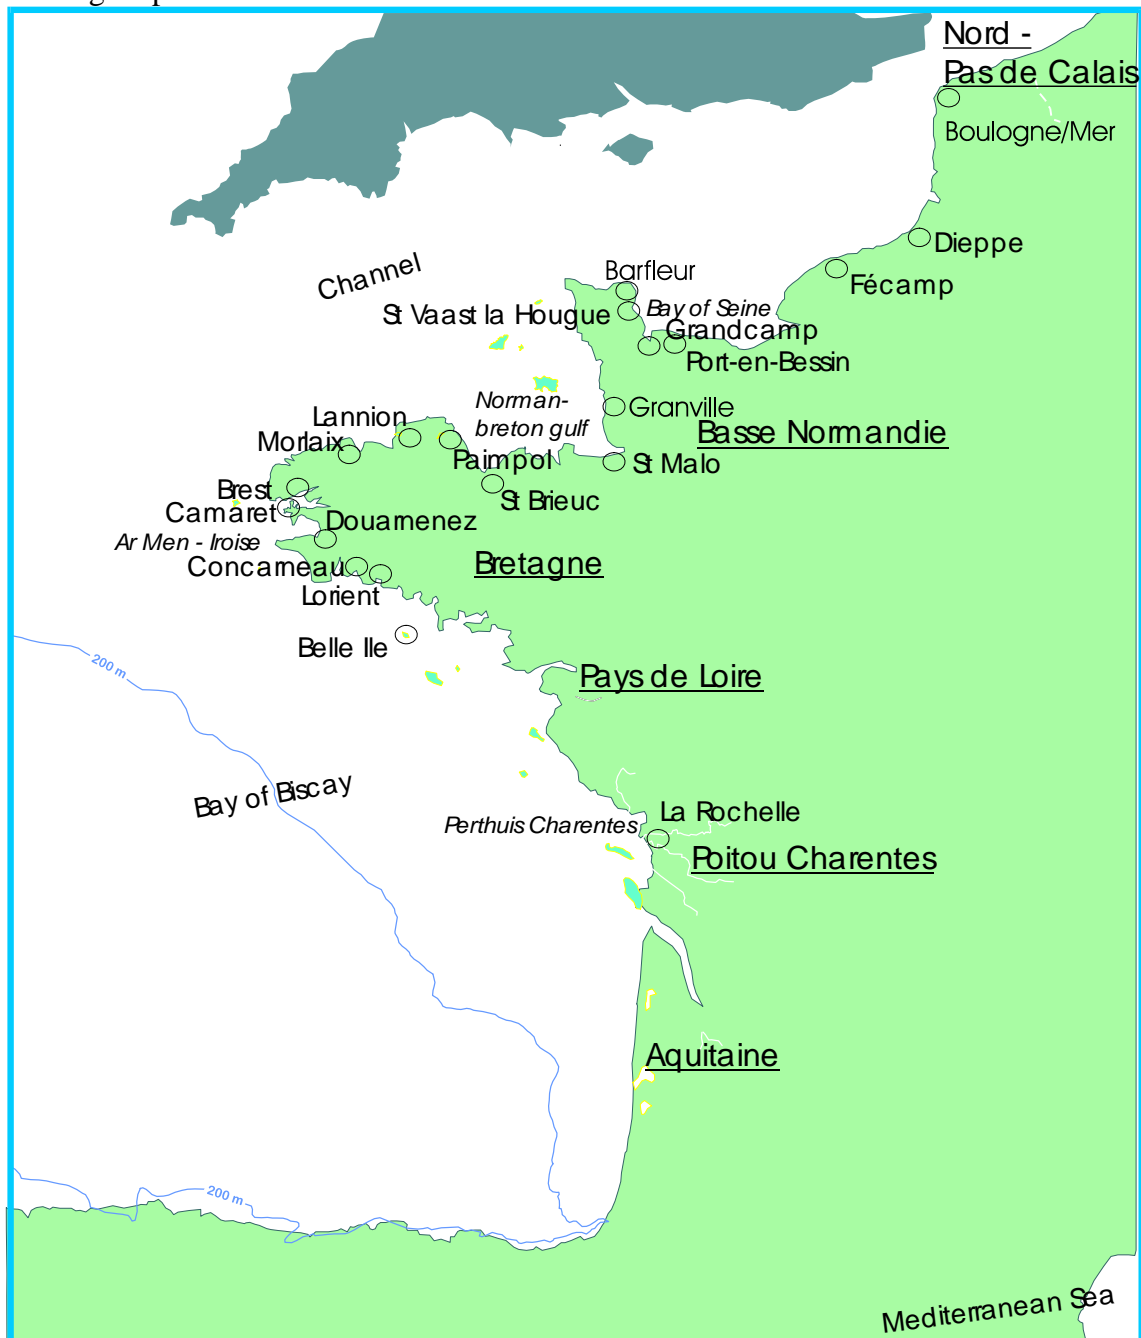 Nord -
Pas de Calais
Boulogne/Mer
Dieppe
Fécamp
Channel
Barfleur
Bay of Seine
St Vaast la Hougue
Grandcamp
Port-en-Bessin
Norman-
breton gulf
Granville
Lannion
Basse Normandie
Morlaix
Paimpol
St Malo
Brest
St Brieuc
Camaret
Douarnenez
Ar Men - Iroise
Concarneau
Bretagne
Lorient
Belle Ile
200 m
Pays de Loire
Bay of Biscay
La Rochelle
Perthuis Charentes
Poitou Charentes
Aquitaine
200 m
Mediterranean Sea